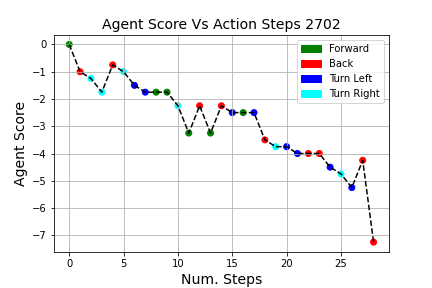 Agent Score Vs Action Steps 2702
Forward
Back
Turn Left
Turn Right
Agent Score
0
−1
−2
−3
−4
−5
−6
−7
0 5 10 15 20 25
Num. Steps